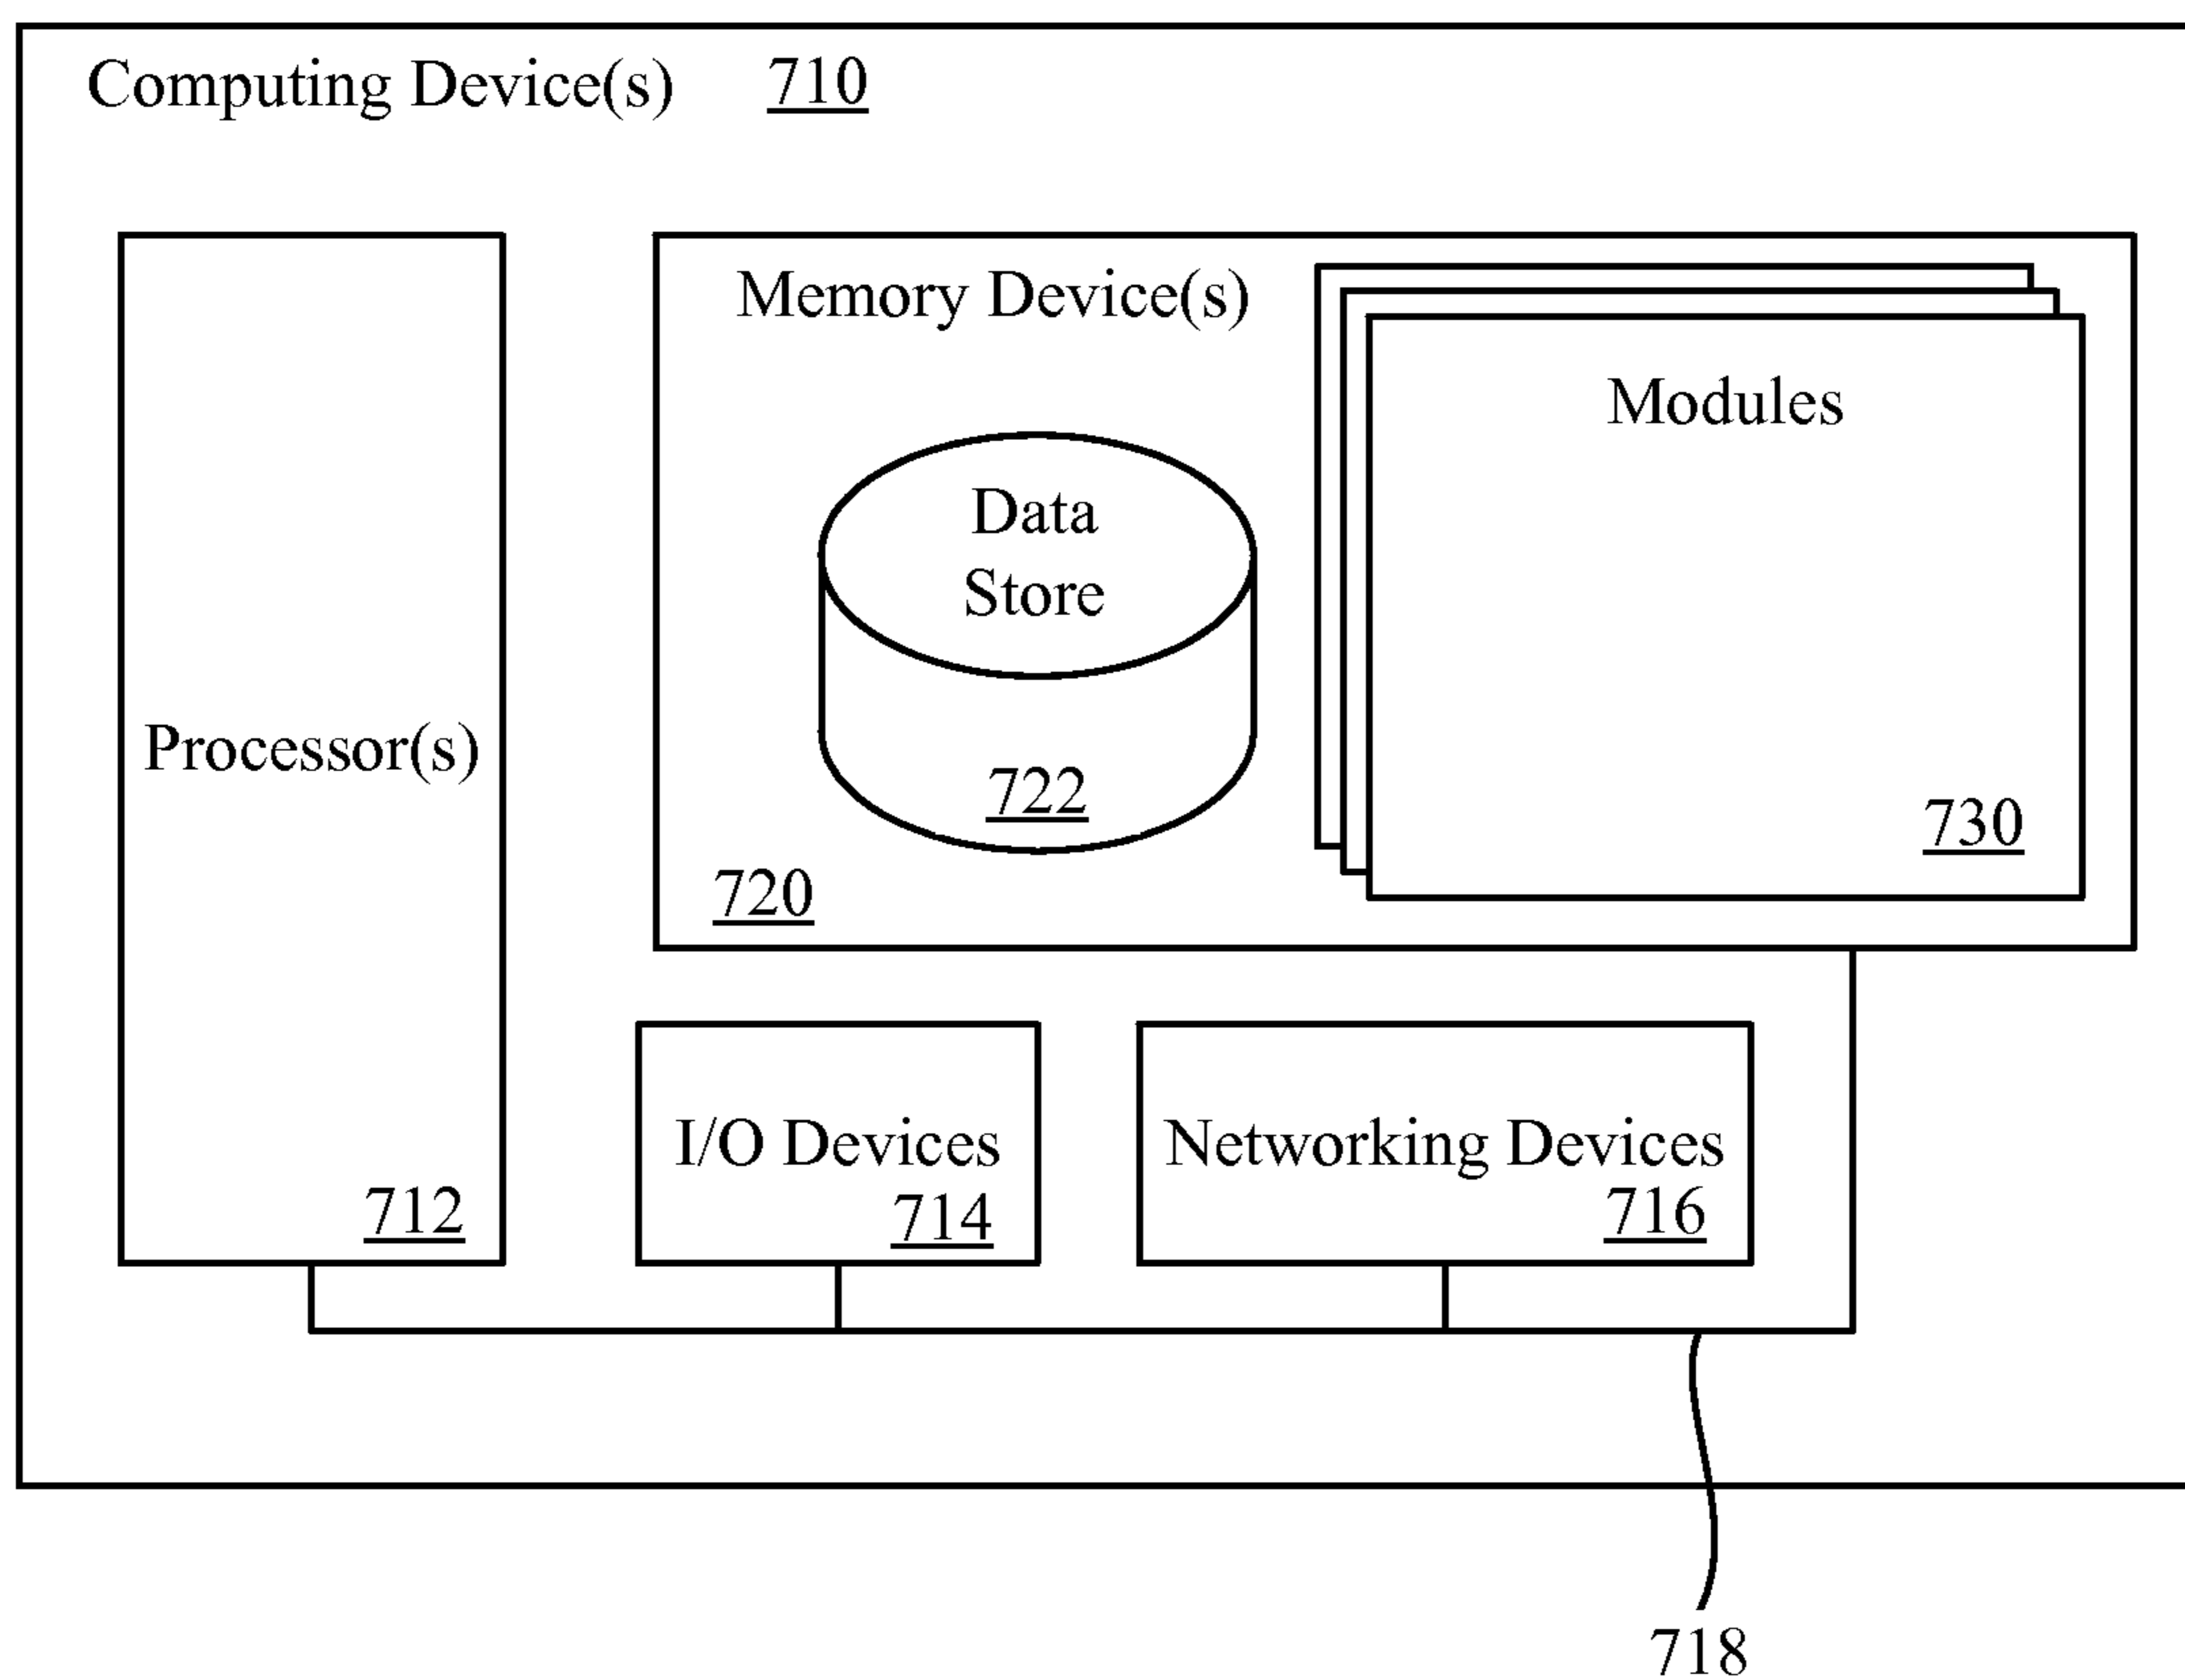 Computing Device(s) 710
Memory Device(s)
Modules
Data
Store
Processor(s)
722
730
720
I/O Devices
Networking Devices
712
714
716
718